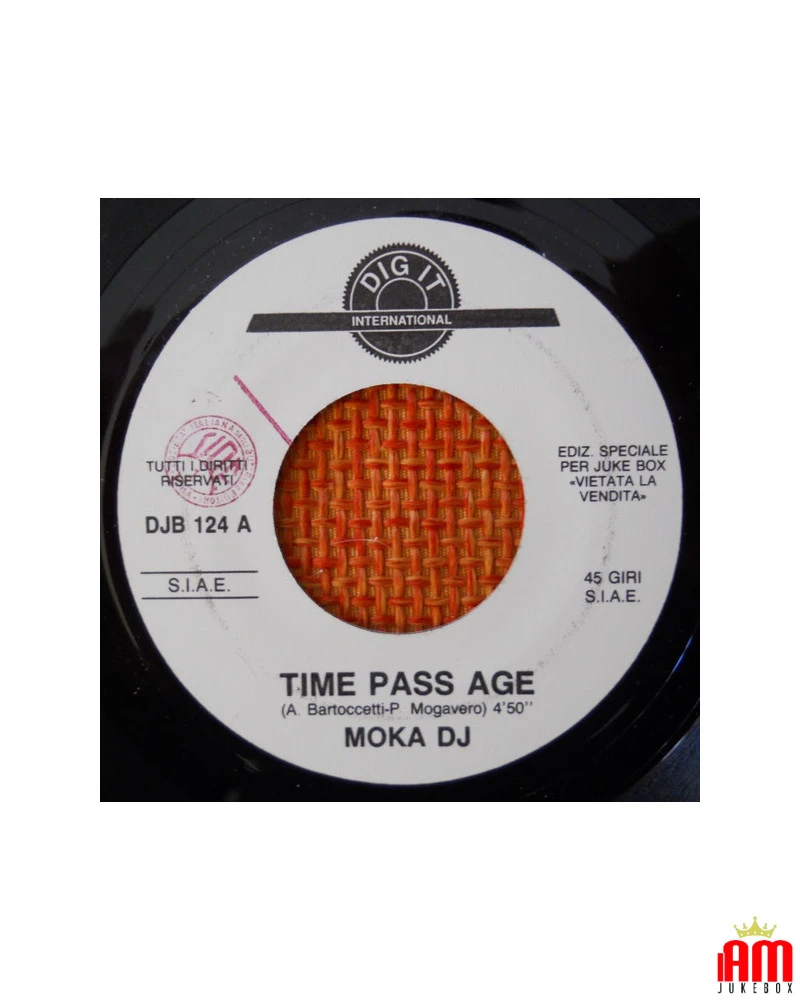 DIG IT
INTERNATIONAL
TUTTI I DIRITTI
RISERVATI
DJB 124 A
S.I.A.E.
EDIZ. SPECIALE
PER JUKE BOX
«VIETATA LA
VENDITA»
45 GIRI
S.I.A.E.
TIME PASS AGE
(A. Bartoccetti-P. Mogavero) 4'50''
MOKA DJ
IAM
JUKEBOX